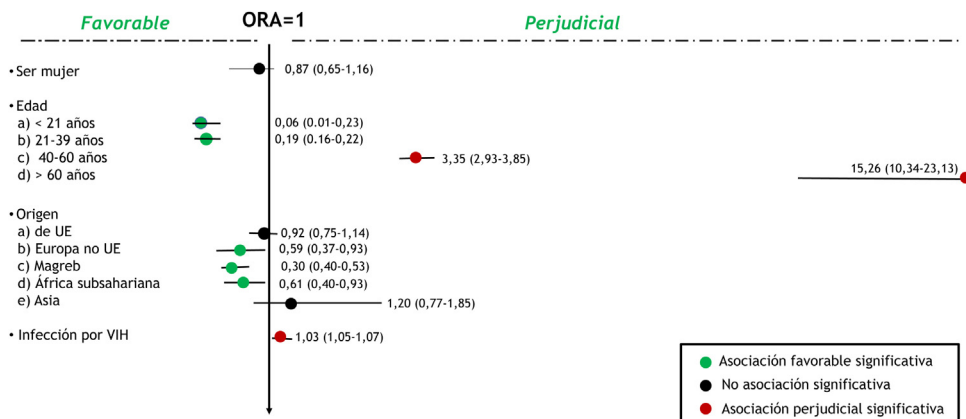 Favorable ORA=1 Perjudicial
• Ser mujer 0,87 (0,65-1,16)
• Edad
a) < 21 años 0,06 (0.01-0,23)
b) 21-39 años 0,19 (0.16-0,22)
c) 40-60 años 3,35 (2,93-3,85)
d) > 60 años 15,26 (10,34-23,13)
• Origen
a) de UE 0,92 (0,75-1,14)
b) Europa no UE 0,59 (0,37-0,93)
c) Magreb 0,30 (0,40-0,53)
d) África subsahariana 0,61 (0,40-0,93)
e) Asia 1,20 (0,77-1,85)
• Infección por VIH 1,03 (1,05-1,07)
Asociación favorable significativa
No asociación significativa
Asociación perjudicial significativa